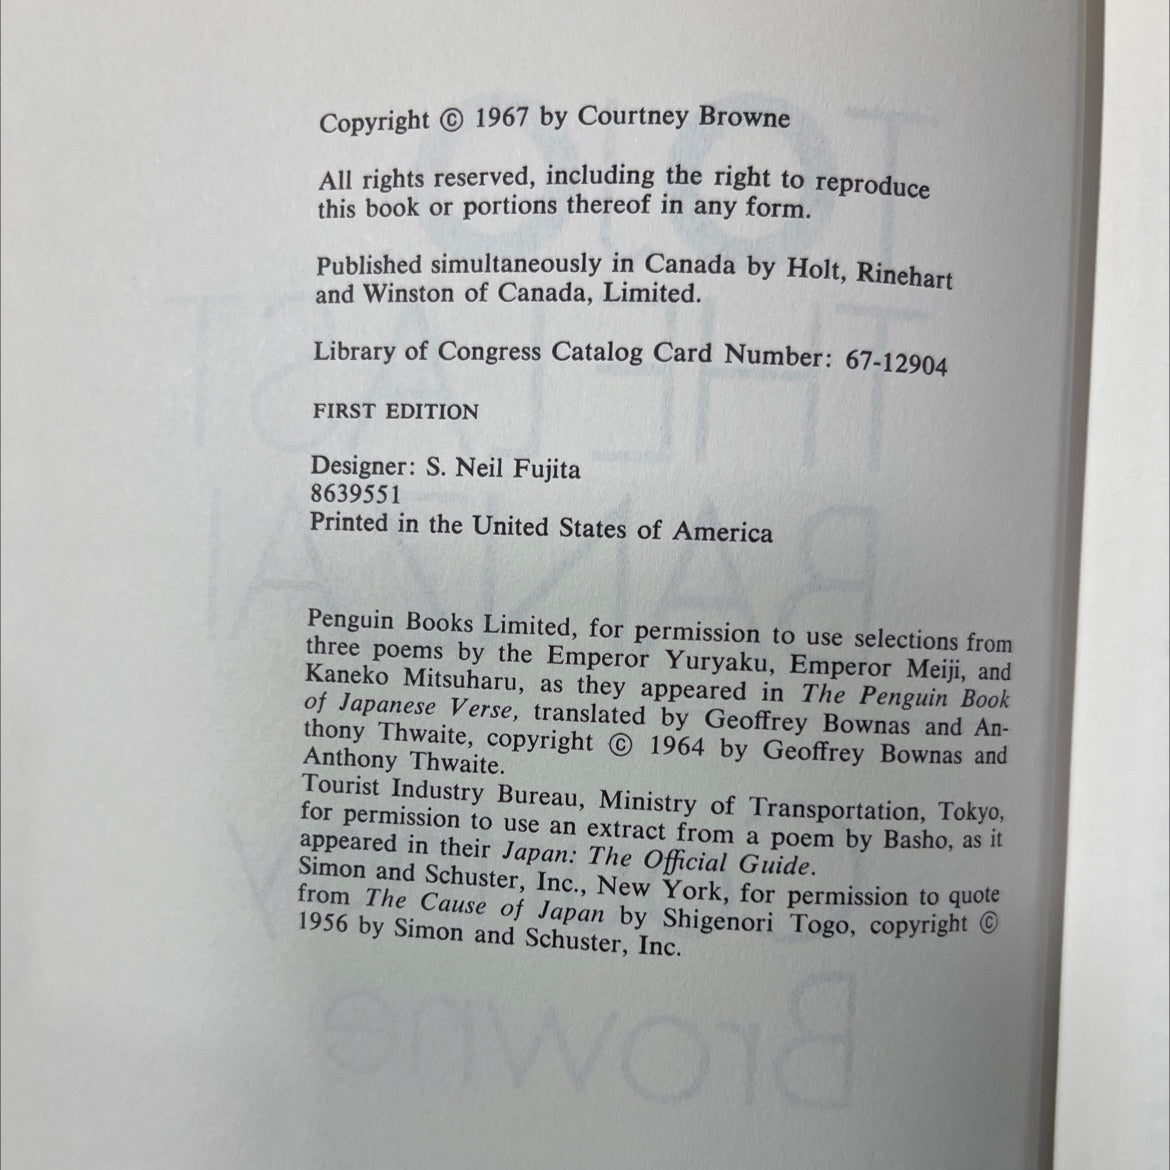 Copyright © 1967 by Courtney Browne
All rights reserved, including the right to reproduce
this book or portions thereof in any form.
Published simultaneously in Canada by Holt, Rinehart
and Winston of Canada, Limited.
Library of Congress Catalog Card Number: 67-12904
FIRST EDITION
Designer: S. Neil Fujita
8639551
Printed in the United States of America
Penguin Books Limited, for permission to use selections from
three poems by the Emperor Yuryaku, Emperor Meiji, and
Kaneko Mitsuharu, as they appeared in The Penguin Book
of Japanese Verse, translated by Geoffrey Bownas and An-
thony Thwaite, copyright © 1964 by Geoffrey Bownas and
Anthony Thwaite.
Tourist Industry Bureau, Ministry of Transportation, Tokyo,
for permission to use an extract from a poem by Basho, as it
appeared in their Japan: The Official Guide.
Simon and Schuster, Inc., New York, for permission to quote
from The Cause of Japan by Shigenori Togo, copyright ©
1956 by Simon and Schuster, Inc.
TOJO
THE LAST
BANZAI
Browne